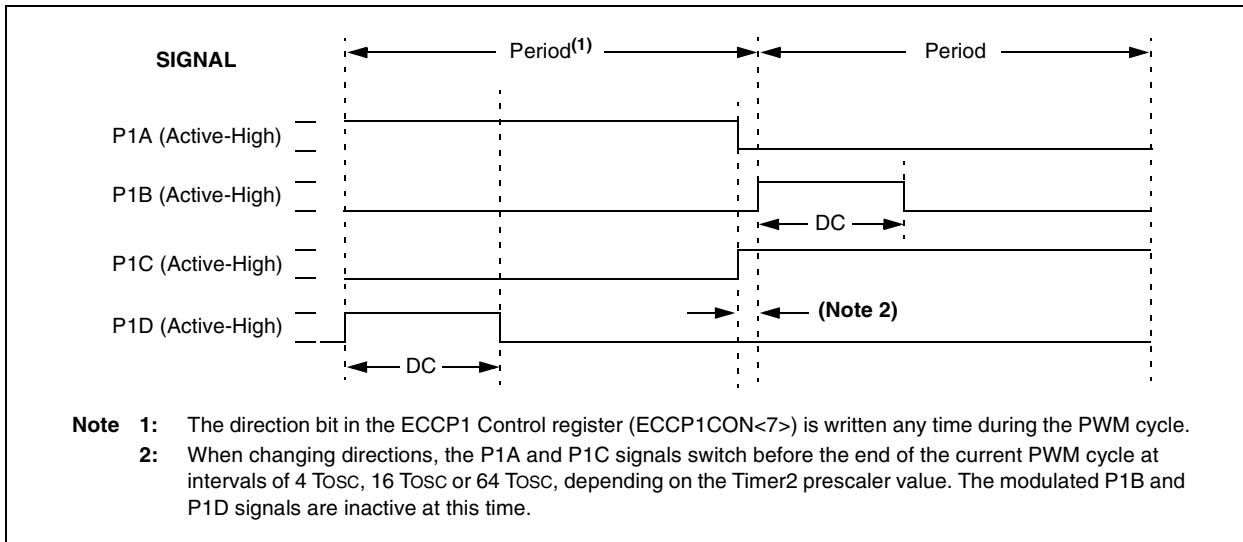 SIGNAL
Period(1)
Period
P1A (Active-High)
P1B (Active-High)
DC
P1C (Active-High)
(Note 2)
P1D (Active-High)
DC
Note 1: The direction bit in the ECCP1 Control register (ECCP1CON<7>) is written any time during the PWM cycle.
2: When changing directions, the P1A and P1C signals switch before the end of the current PWM cycle at
intervals of 4 TOSC, 16 TOSC or 64 TOSC, depending on the Timer2 prescaler value. The modulated P1B and
P1D signals are inactive at this time.